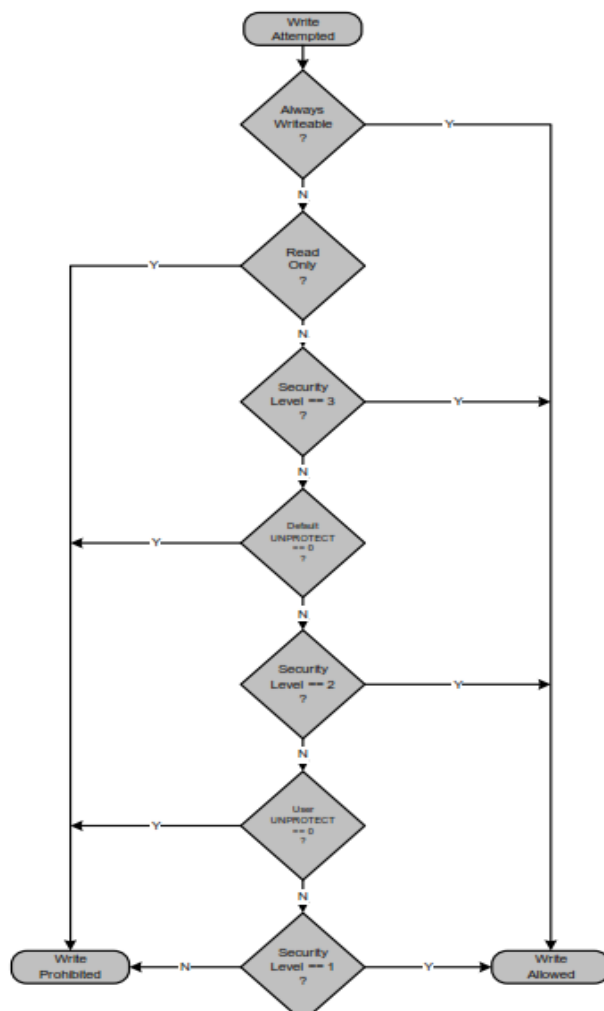 Write
Attempted
Always
Writeable
?
Y
N
Read
Only
?
Y
N
Security
Level == 3
?
Y
N
Default
UNPROTECT
== 0
?
Y
N
Security
Level == 2
?
Y
N
User
UNPROTECT
== 0
?
Y
N
Write
Prohibited
N
Security
Level == 1
?
Y
Write
Allowed